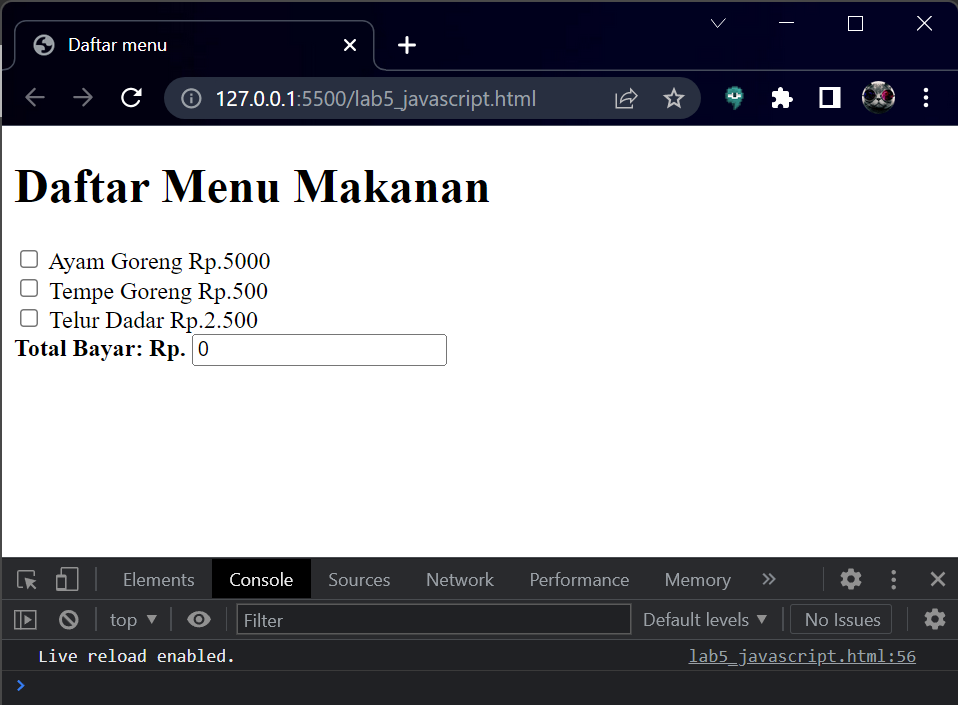 Daftar menu
127.0.0.1:5500/lab5_javascript.html
Daftar Menu Makanan
Ayam Goreng Rp.5000
Tempe Goreng Rp.500
Telur Dadar Rp.2.500
Total Bayar: Rp. 0
Elements Console Sources Network Performance Memory
top Filter Default levels No Issues
Live reload enabled. lab5_javascript.html:56